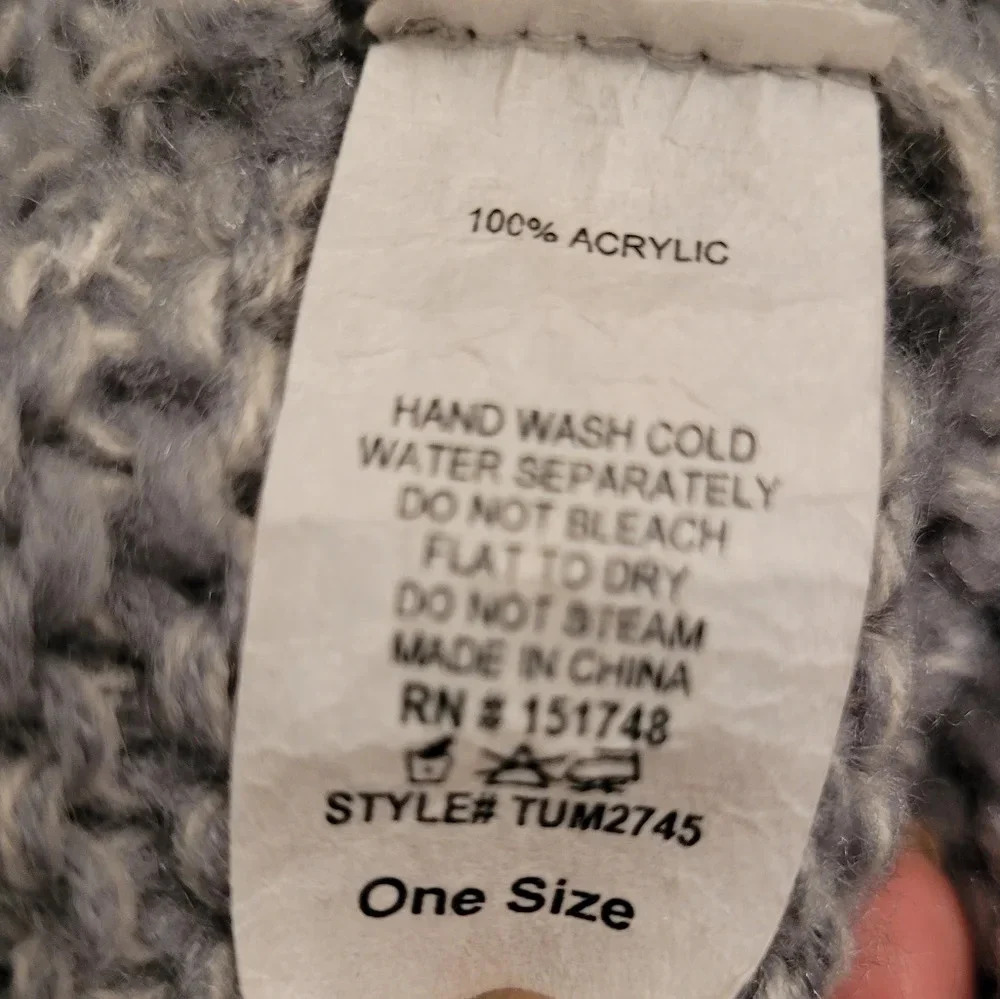 100% ACRYLIC
HAND WASH COLD
WATER SEPARATELY
DO NOT BLEACH
FLAT TO DRY
DO NOT STEAM
MADE IN CHINA
RN # 151748
STYLE# TUM2745
One Size